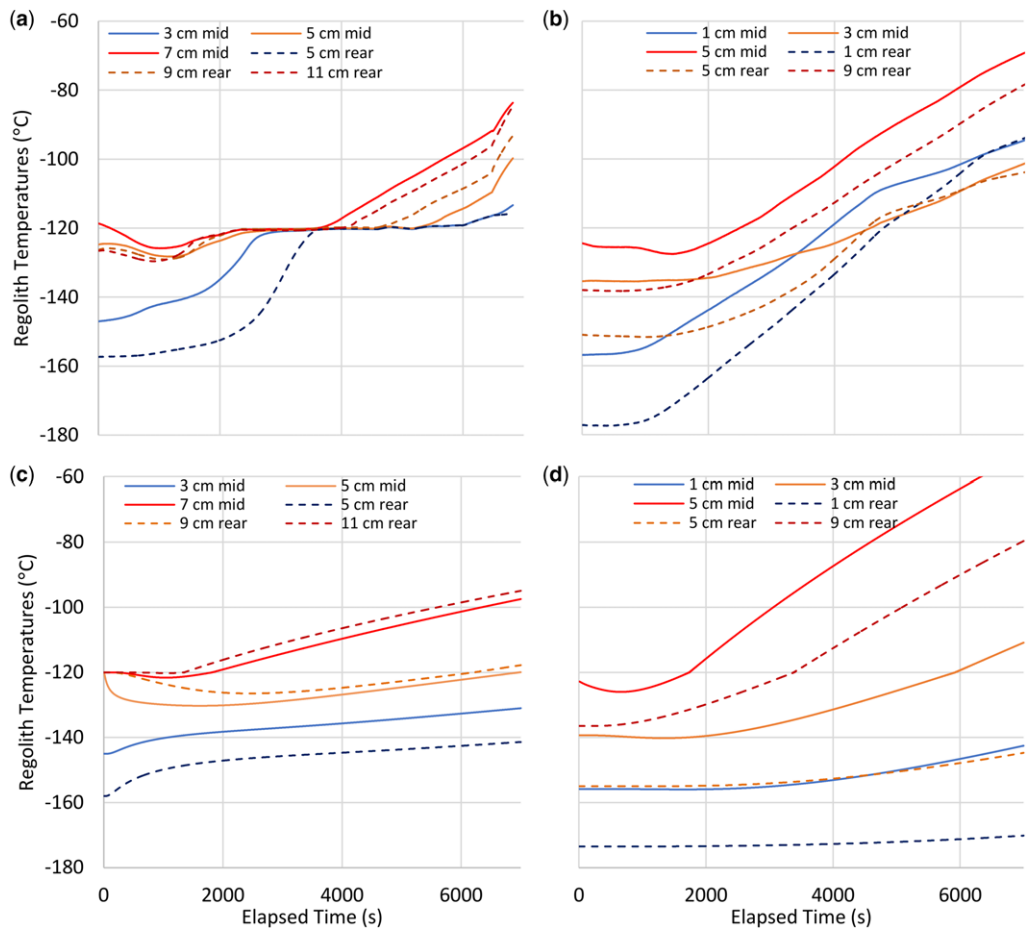 (a)
-60
3 cm mid 5 cm mid
7 cm mid 5 cm rear
9 cm rear 11 cm rear
-80
-100
-120
-140
-160
-180
Regolith Temperatures (°C)
(b)
1 cm mid 3 cm mid
5 cm mid 1 cm rear
5 cm rear 9 cm rear
(c)
-60
3 cm mid 5 cm mid
7 cm mid 5 cm rear
9 cm rear 11 cm rear
-80
-100
-120
-140
-160
-180
Regolith Temperatures (°C)
0 2000 4000 6000
Elapsed Time (s)
(d)
1 cm mid 3 cm mid
5 cm mid 1 cm rear
5 cm rear 9 cm rear
0 2000 4000 6000
Elapsed Time (s)